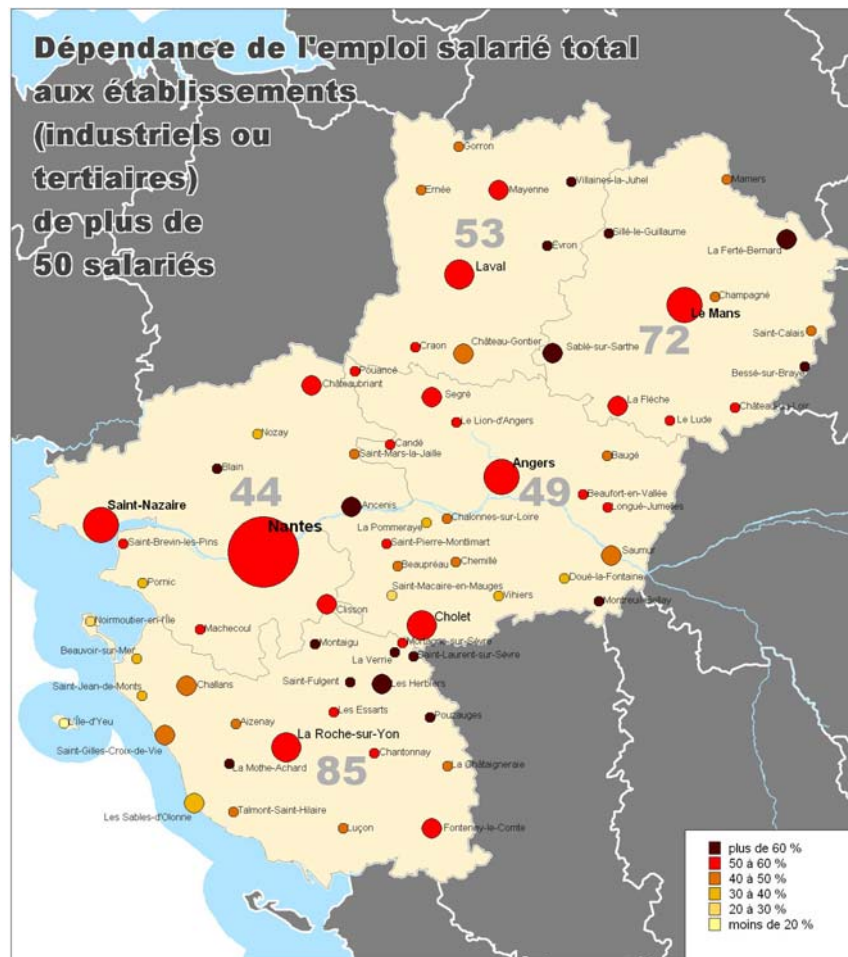 Dépendance de l'emploi salarié total
aux établissements
(industriels ou
tertiaires)
de plus de
50 salariés
Gorron
Ernée
Mayenne
Villaines-la-Juhel
Mamers
53
Sillé-le-Guillaume
Evron
La Ferté-Bernard
Laval
Champagné
Le Mans
Saint-Calais
72
Craon
Château-Gontier
Sablé-sur-Sarthe
Bessé-sur-Braye
Pouancé
Châteaubriant
Segré
La Flèche
Château-du-Loir
Le Lude
Le Lion-d'Angers
Nozay
Candé
Saint-Mars-la-Jaille
Baugé
Blain
Angers
44
49
Beaufort-en-Vallée
Longué-Jumelles
Saint-Nazaire
Ancenis
La Pommeraye
Chalonnes-sur-Loire
Nantes
Saint-Brevin-les-Pins
Saint-Pierre-Montlimart
Saumur
Beaupréau
Chemillé
Doué-la-Fontaine
Pornic
Saint-Macaire-en-Mauges
Vihiers
Montreuil-Bellay
Clisson
Noirmoutier-en-l'Île
Cholet
Machecoul
Montaigu
Mortagne-sur-Sèvre
La Verrie
Saint-Laurent-sur-Sèvre
Beauvoir-sur-Mer
Saint-Fulgent
Les Herbiers
Challans
Saint-Jean-de-Monts
Les Essarts
Pouzauges
L'Île-d'Yeu
Aizenay
La Roche-sur-Yon
Saint-Gilles-Croix-de-Vie
Chantonnay
La Mothe-Achard
85
La Châtaigneraie
Les Sables-d'Olonne
Talmont-Saint-Hilaire
Luçon
Fontenay-le-Comte
plus de 60 %
50 à 60 %
40 à 50 %
30 à 40 %
20 à 30 %
moins de 20 %